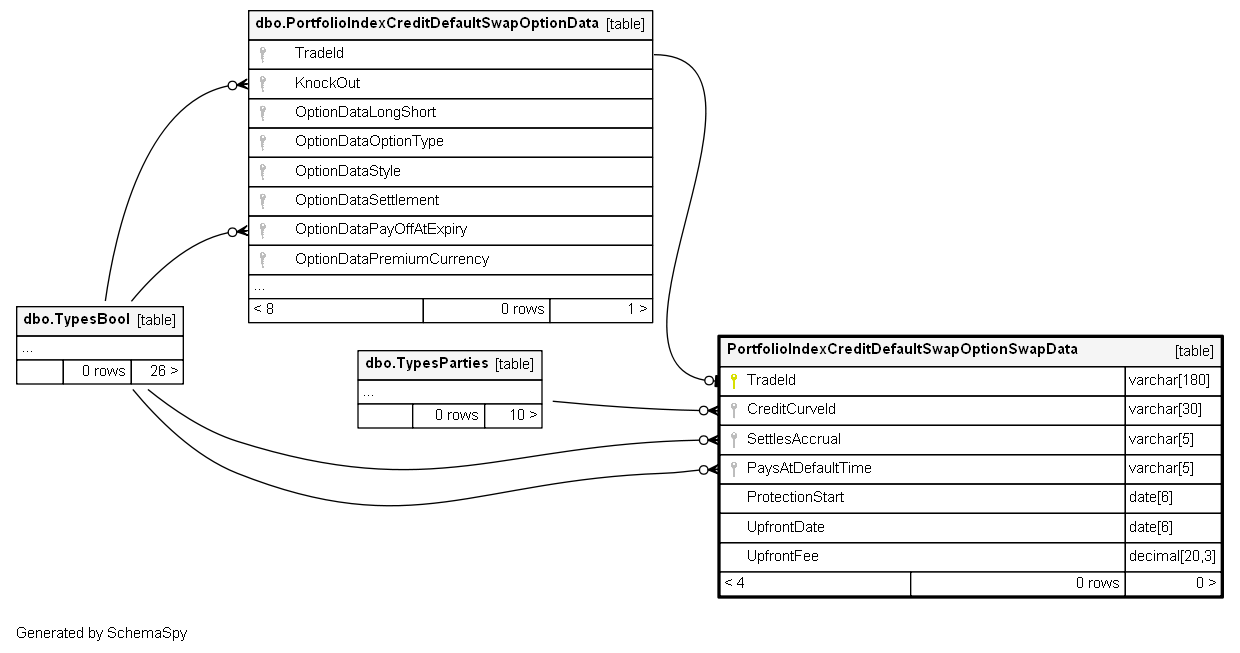 dbo.PortfolioIndexCreditDefaultSwapOptionData [table]
TradeId
KnockOut
OptionDataLongShort
OptionDataOptionType
OptionDataStyle
OptionDataSettlement
OptionDataPayOffAtExpiry
OptionDataPremiumCurrency
...
< 8 0 rows 1 >
dbo.TypesBool [table]
...
0 rows 26 >
dbo.TypesParties [table]
...
0 rows 10 >
PortfolioIndexCreditDefaultSwapOptionSwapData [table]
TradeId varchar[180]
CreditCurveId varchar[30]
SettlesAccrual varchar[5]
PaysAtDefaultTime varchar[5]
ProtectionStart date[6]
UpfrontDate date[6]
UpfrontFee decimal[20,3]
< 4 0 rows 0 >
Generated by SchemaSpy